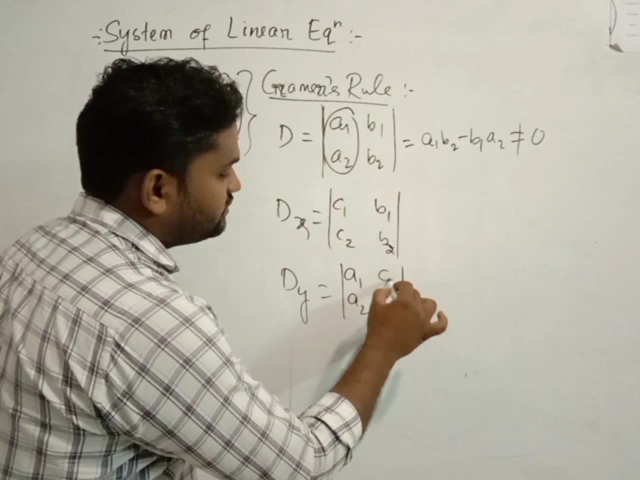 -:System of Linear Eqⁿ:-
Cramer's Rule :-
D = | a₁ b₁ | = a₁b₂-b₁a₂ ≠ 0
| a₂ b₂ |
Dx = | c₁ b₁ |
| c₂ b₂ |
Dy = | a₁ c₁ |
| a₂